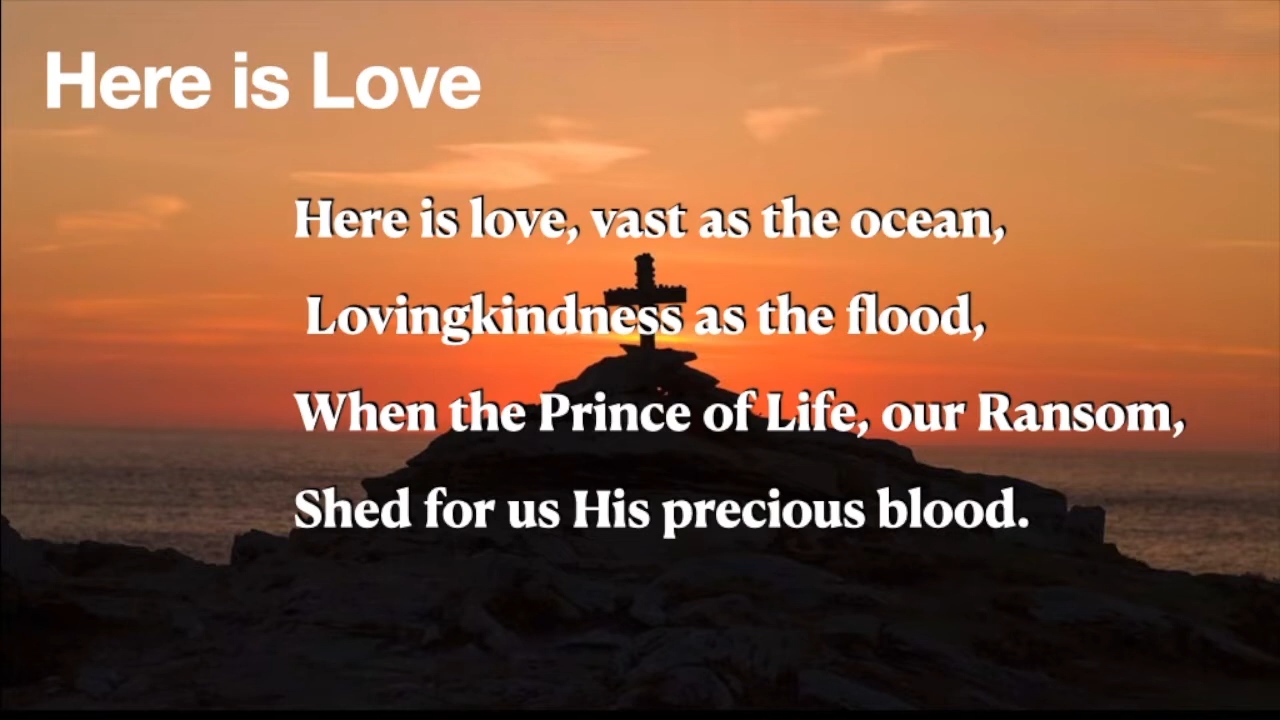 Here is Love
Here is love, vast as the ocean,
Lovingkindness as the flood,
When the Prince of Life, our Ransom,
Shed for us His precious blood.